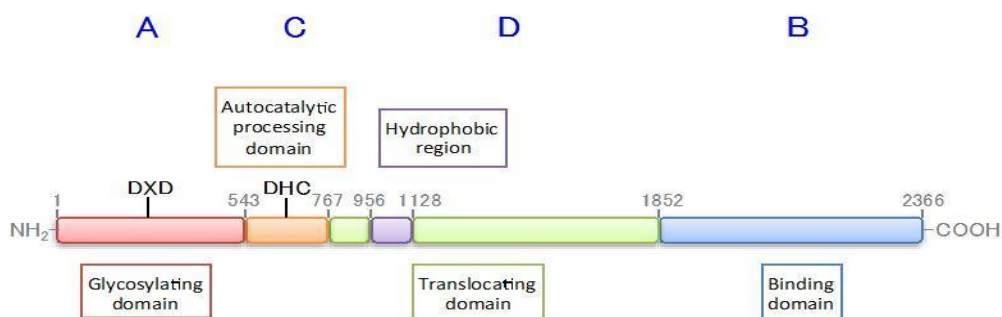 A C D B
Autocatalytic
processing
domain
Hydrophobic
region
DXD DHC
1 543 767 956 1128 1852 2366
NH2 COOH
Glycosylating
domain
Translocating
domain
Binding
domain